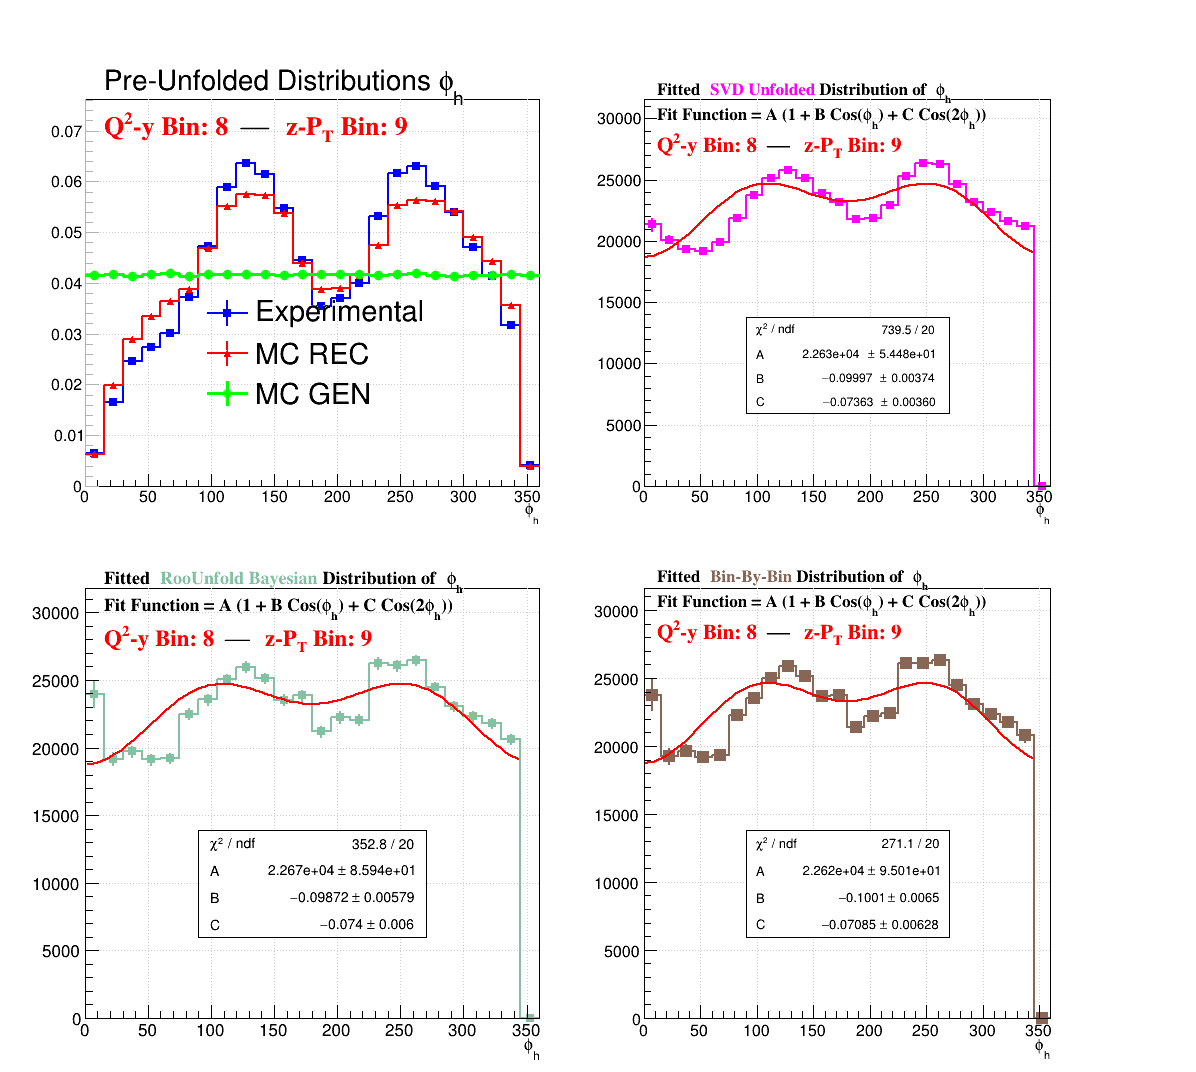 Pre-Unfolded Distributions ϕh
Q2-y Bin: 8 — z-PT Bin: 9
0.07
0.06
0.05
0.04
0.03
0.02
0.01
0
Experimental
MC REC
MC GEN
0 50 100 150 200 250 300 350
ϕh
Fitted SVD Unfolded Distribution of ϕh
Fit Function = A (1 + B Cos(ϕh) + C Cos(2ϕh))
Q2-y Bin: 8 — z-PT Bin: 9
30000
25000
20000
15000
10000
5000
0
χ2 / ndf 739.5 / 20
A 2.263e+04 ± 5.448e+01
B −0.09997 ± 0.00374
C −0.07363 ± 0.00360
0 50 100 150 200 250 300 350
ϕh
Fitted RooUnfold Bayesian Distribution of ϕh
Fit Function = A (1 + B Cos(ϕh) + C Cos(2ϕh))
Q2-y Bin: 8 — z-PT Bin: 9
30000
25000
20000
15000
10000
5000
0
χ2 / ndf 352.8 / 20
A 2.267e+04 ± 8.594e+01
B −0.09872 ± 0.00579
C −0.074 ± 0.006
0 50 100 150 200 250 300 350
ϕh
Fitted Bin-By-Bin Distribution of ϕh
Fit Function = A (1 + B Cos(ϕh) + C Cos(2ϕh))
Q2-y Bin: 8 — z-PT Bin: 9
30000
25000
20000
15000
10000
5000
0
χ2 / ndf 271.1 / 20
A 2.262e+04 ± 9.501e+01
B −0.1001 ± 0.0065
C −0.07085 ± 0.00628
0 50 100 150 200 250 300 350
ϕh